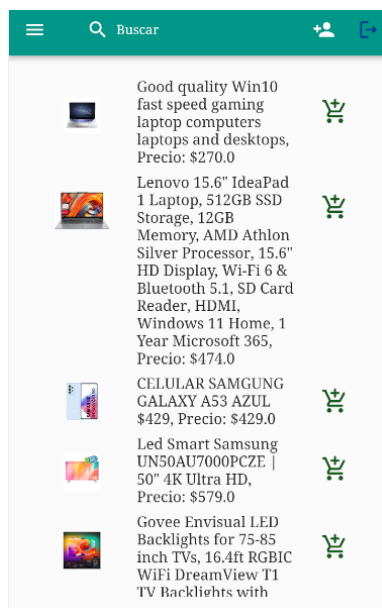 Buscar
Good quality Win10
fast speed gaming
laptop computers
laptops and desktops,
Precio: $270.0
Lenovo 15.6" IdeaPad
1 Laptop, 512GB SSD
Storage, 12GB
Memory, AMD Athlon
Silver Processor, 15.6"
HD Display, Wi-Fi 6 &
Bluetooth 5.1, SD Card
Reader, HDMI,
Windows 11 Home, 1
Year Microsoft 365,
Precio: $474.0
CELULAR SAMGUNG
GALAXY A53 AZUL
$429, Precio: $429.0
Led Smart Samsung
UN50AU7000PCZE |
50" 4K Ultra HD,
Precio: $579.0
Govee Envisual LED
Backlights for 75-85
inch TVs, 16.4ft RGBIC
WiFi DreamView T1
TV Backlights with